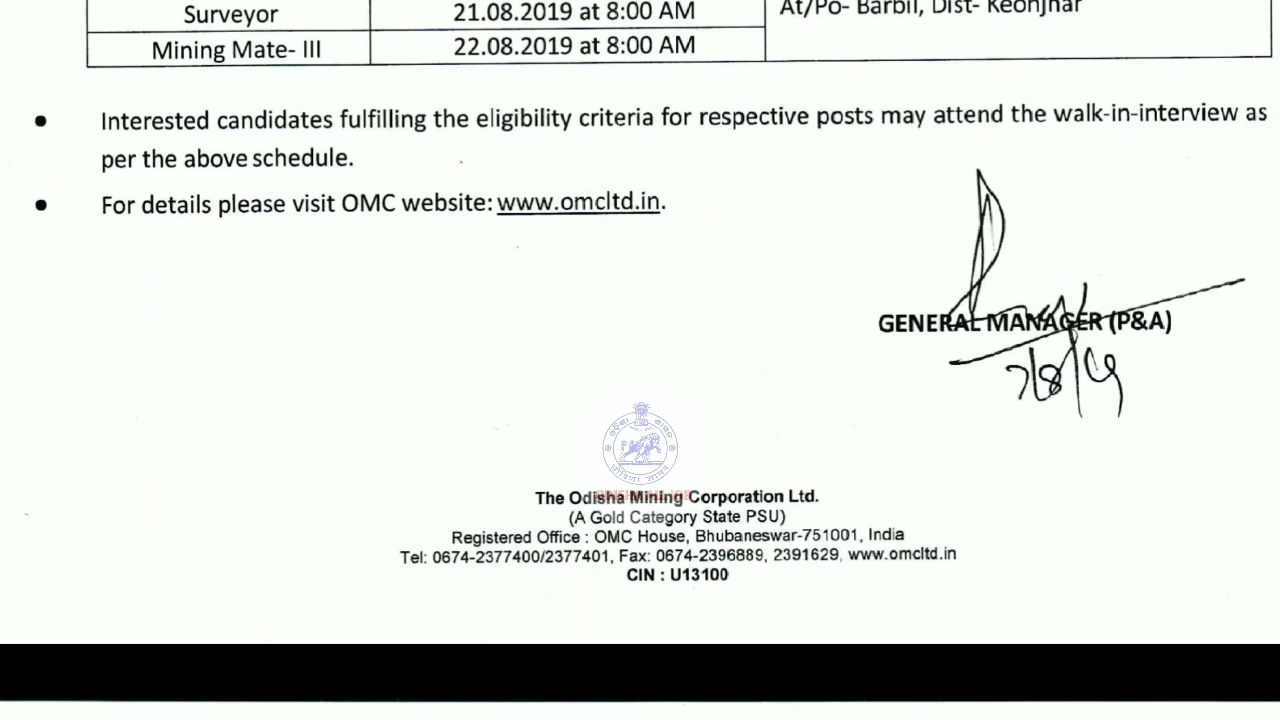 Surveyor
21.08.2019 at 8:00 AM
At/Po- Barbil, Dist- Keonjhar
Mining Mate- III
22.08.2019 at 8:00 AM
• Interested candidates fulfilling the eligibility criteria for respective posts may attend the walk-in-interview as
per the above schedule.
• For details please visit OMC website: www.omcltd.in.
GENERAL MANAGER (P&A)
7/8/19
The Odisha Mining Corporation Ltd.
(A Gold Category State PSU)
Registered Office : OMC House, Bhubaneswar-751001, India
Tel: 0674-2377400/2377401, Fax: 0674-2396889, 2391629, www.omcltd.in
CIN : U13100